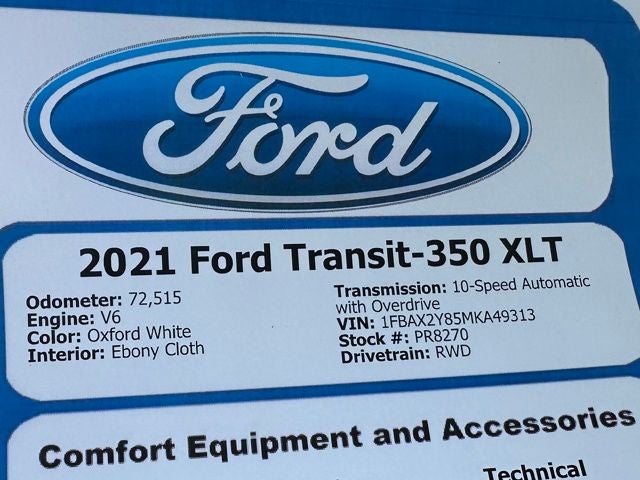 Ford
2021 Ford Transit-350 XLT
Odometer: 72,515
Engine: V6
Color: Oxford White
Interior: Ebony Cloth
Transmission: 10-Speed Automatic
with Overdrive
VIN: 1FBAX2Y85MKA49313
Stock #: PR8270
Drivetrain: RWD
Comfort Equipment and Accessories
Technical